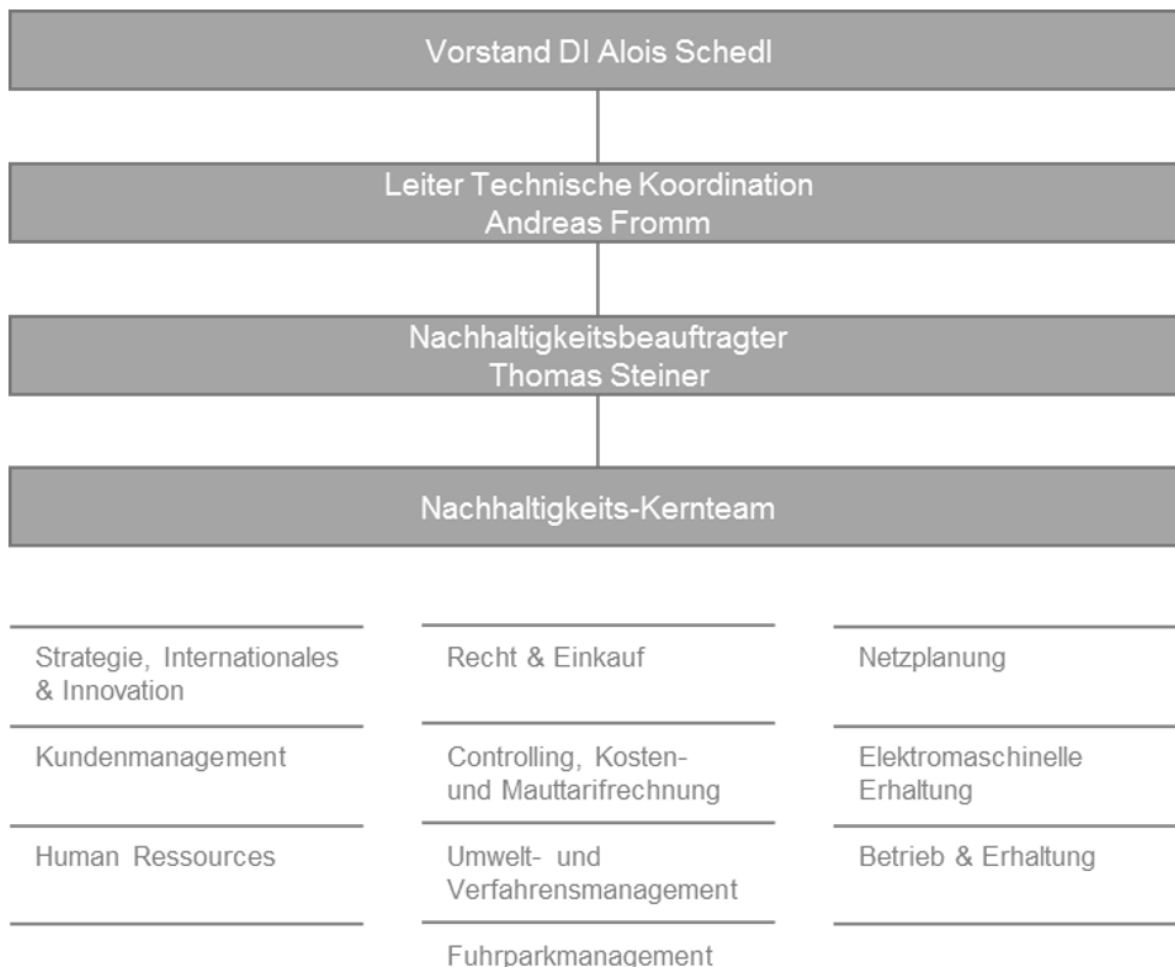 Vorstand DI Alois Schedl
Leiter Technische Koordination
Andreas Fromm
Nachhaltigkeitsbeauftragter
Thomas Steiner
Nachhaltigkeits-Kernteam
Strategie, Internationales
& Innovation
Kundenmanagement
Human Ressources
Recht & Einkauf
Controlling, Kosten-
und Mauttarifrechnung
Umwelt- und
Verfahrensmanagement
Fuhrparkmanagement
Netzplanung
Elektromaschinelle
Erhaltung
Betrieb & Erhaltung